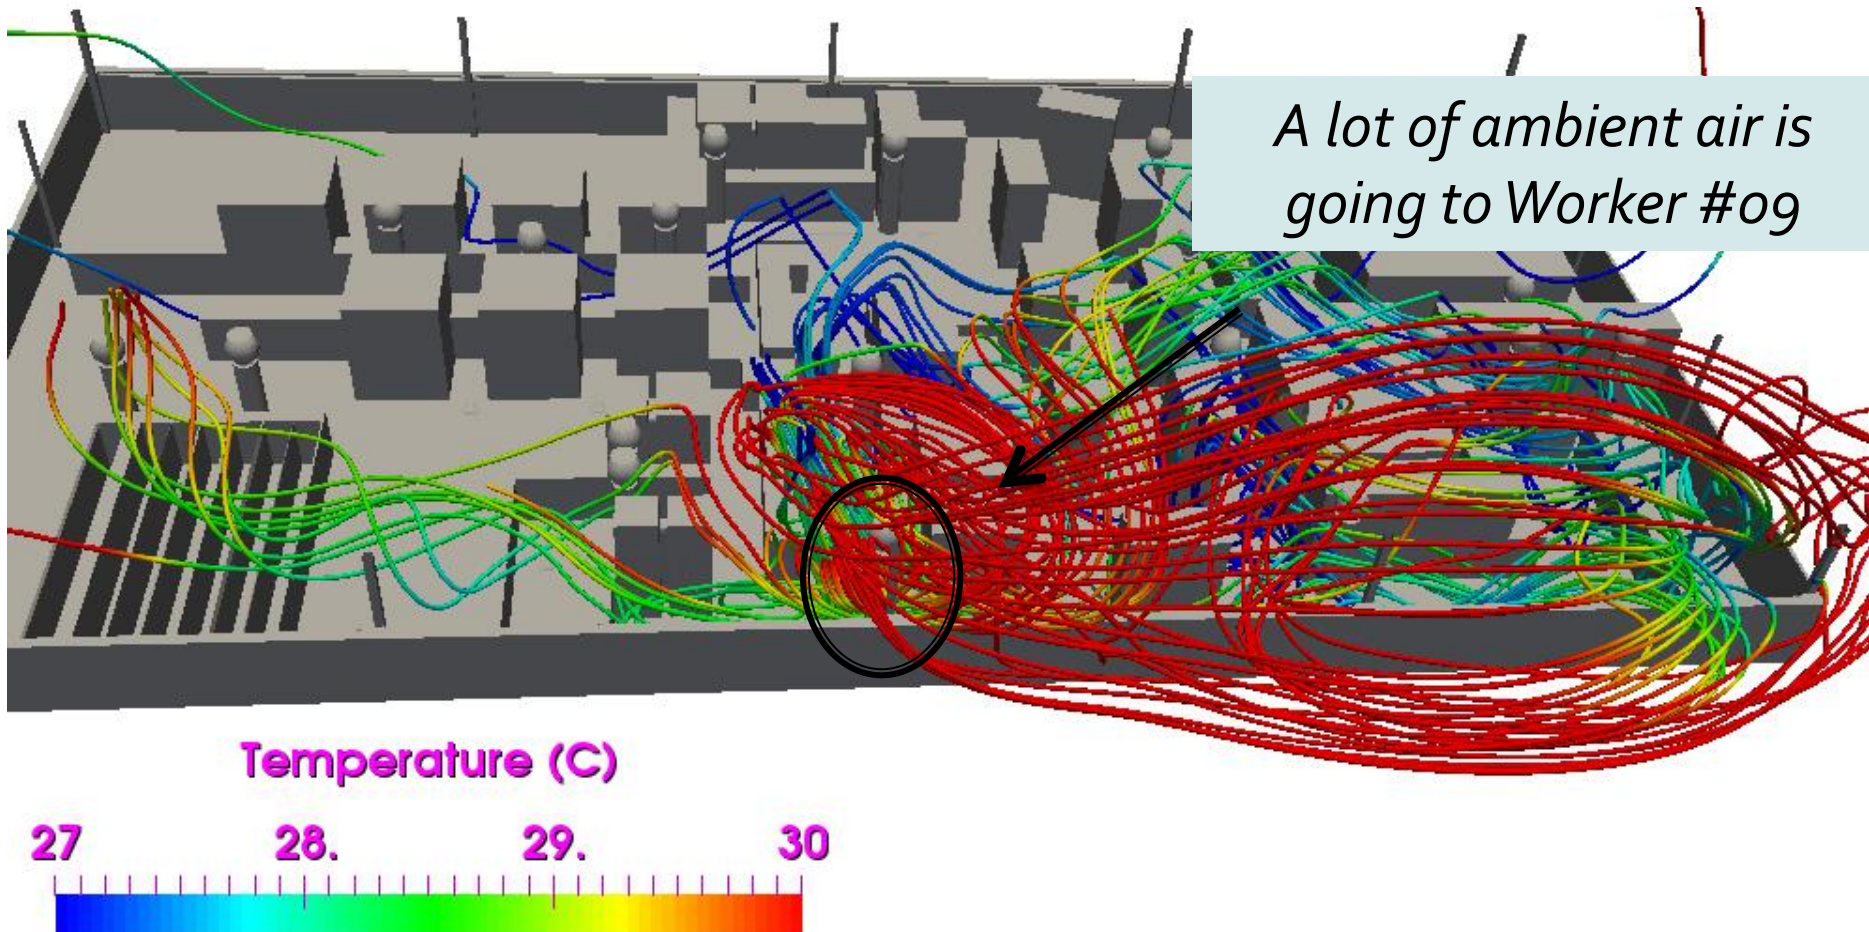 A lot of ambient air is
going to Worker #09
Temperature (C)
27 28. 29. 30